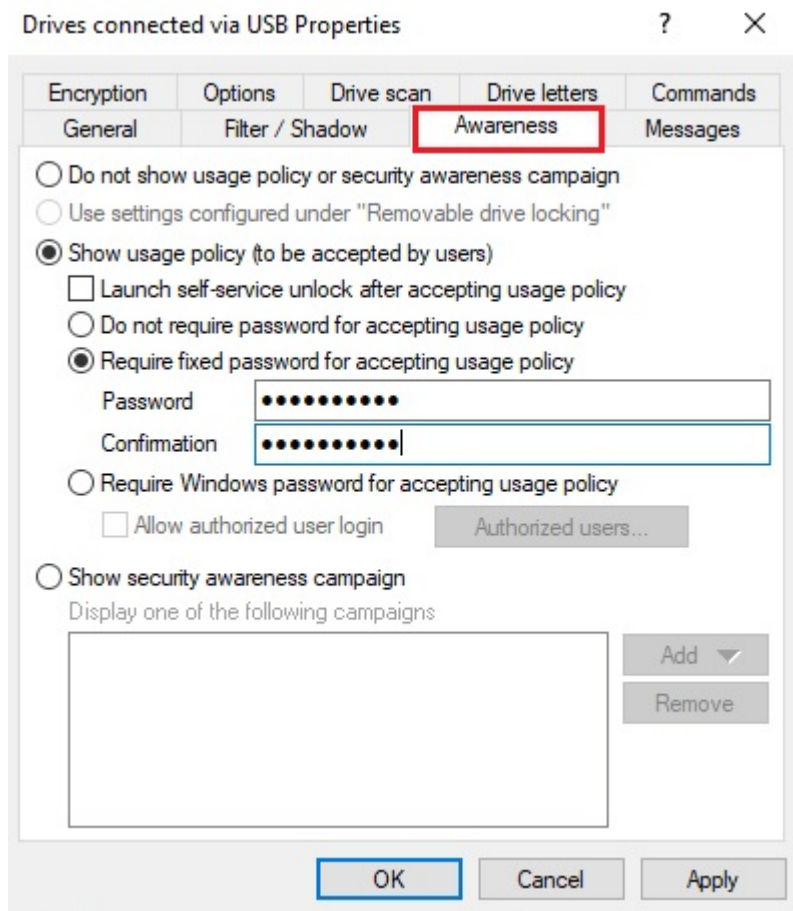 Drives connected via USB Properties ? ×
Encryption Options Drive scan Drive letters Commands
General Filter / Shadow Awareness Messages
Do not show usage policy or security awareness campaign
Use settings configured under "Removable drive locking"
Show usage policy (to be accepted by users)
Launch self-service unlock after accepting usage policy
Do not require password for accepting usage policy
Require fixed password for accepting usage policy
Password ●●●●●●●●●●
Confirmation ●●●●●●●●●●
Require Windows password for accepting usage policy
Allow authorized user login Authorized users...
Show security awareness campaign
Display one of the following campaigns
Add
Remove
OK Cancel Apply